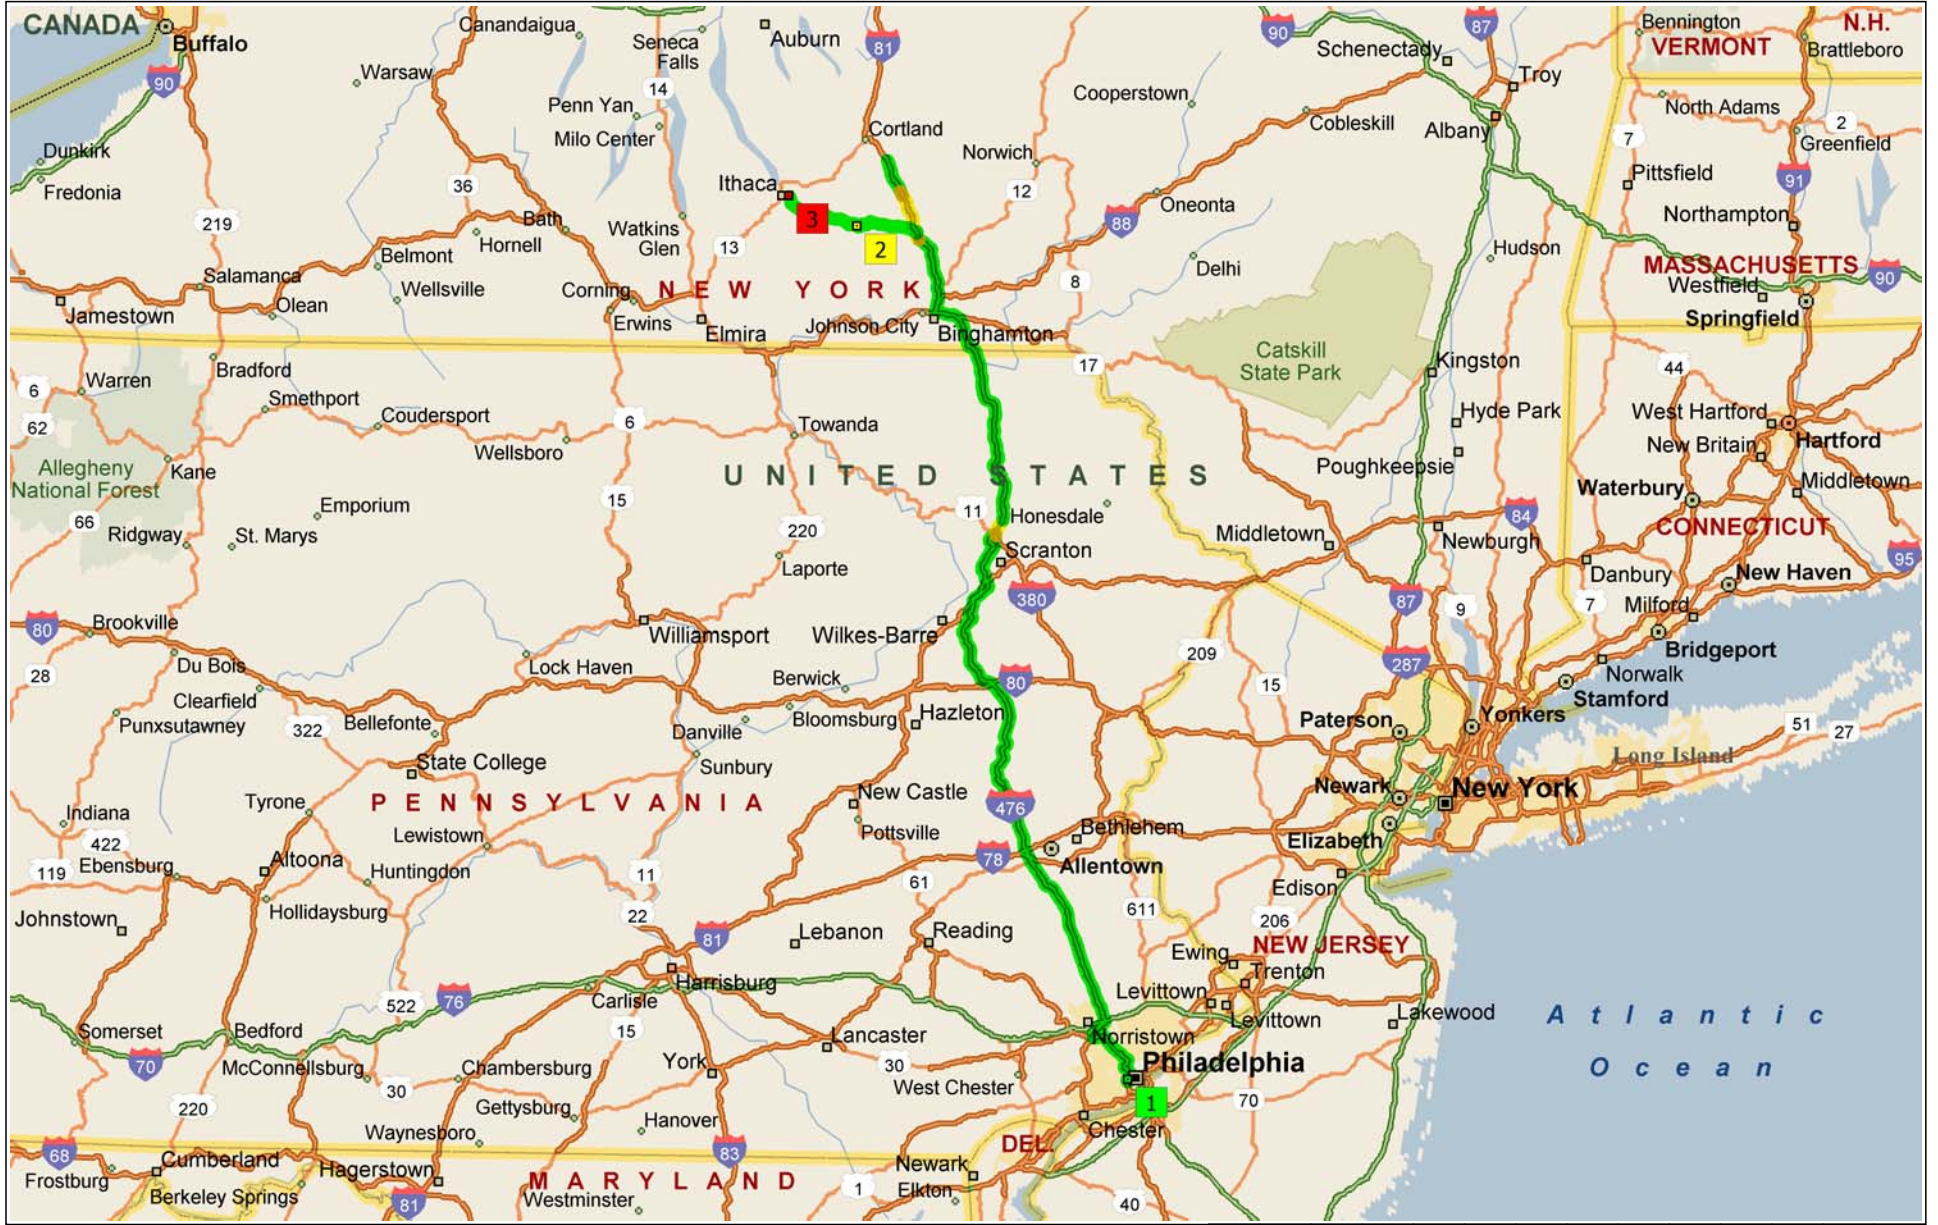 CANADA
Buffalo
90
Warsaw
Canandaigua
Seneca
Falls
Auburn
81
14
Penn Yan
Milo Center
Cortland
Cooperstown
90
Schenectady
87
Troy
Albany
Cobleskill
Bennington
VERMONT
N.H.
Brattleboro
North Adams
2
Greenfield
7
Pittsfield
91
Northampton
Dunkirk
Fredonia
36
219
Bath
Hornell
Belmont
Wellsville
Salamanca
Olean
Jamestown
Ithaca
3
2
Watkins
Glen
13
Norwich
12
88
Oneonta
Delhi
8
Hudson
MASSACHUSETTS
90
Westfield
Springfield
Corning
Erwins
Elmira
NEW YORK
Johnson City
Binghamton
17
Catskill
State Park
Kingston
Hyde Park
Poughkeepsie
44
West Hartford
New Britain
Hartford
Middletown
Waterbury
CONNECTICUT
6
Warren
62
Bradford
Smethport
Coudersport
Wellsboro
6
Towanda
Allegheny
National Forest
Kane
66
Ridgway
Emporium
St. Marys
15
220
Laporte
UNITED STATES
11
Honesdale
Scranton
380
Middletown
84
Newburgh
Danbury
95
New Haven
87
9
7
Milford
Bridgeport
Norwalk
Stamford
287
209
15
80
Brookville
28
Du Bois
Clearfield
Punxsutawney
322
Williamsport
Lock Haven
Wilkes-Barre
Berwick
80
Bellefonte
State College
Danville
Bloomsburg
Hazleton
Sunbury
Paterson
Yonkers
51
27
Long Island
Newark
New York
Elizabeth
Edison
Indiana
422
119
Ebensburg
Tyrone
Altoona
PENNSYLVANIA
Lewistown
Huntingdon
Hollidaysburg
Johnstown
New Castle
Pottsville
476
Bethlehem
78
Allentown
11
22
61
81
Lebanon
Reading
611
206
NEW JERSEY
Ewing
Trenton
Levittown
Levittown
Lakewood
Harrisburg
Carlisle
522
76
Somerset
70
Bedford
McConnellsburg
15
York
Lancaster
30
West Chester
Norristown
Philadelphia
1
70
Chester
Atlantic
Ocean
Chambersburg
30
Gettysburg
Hanover
220
Waynesboro
68
Frostburg
Cumberland
Berkeley Springs
Hagerstown
81
MARYLAND
Westminster
83
1
DEL.
Newark
Elkton
40